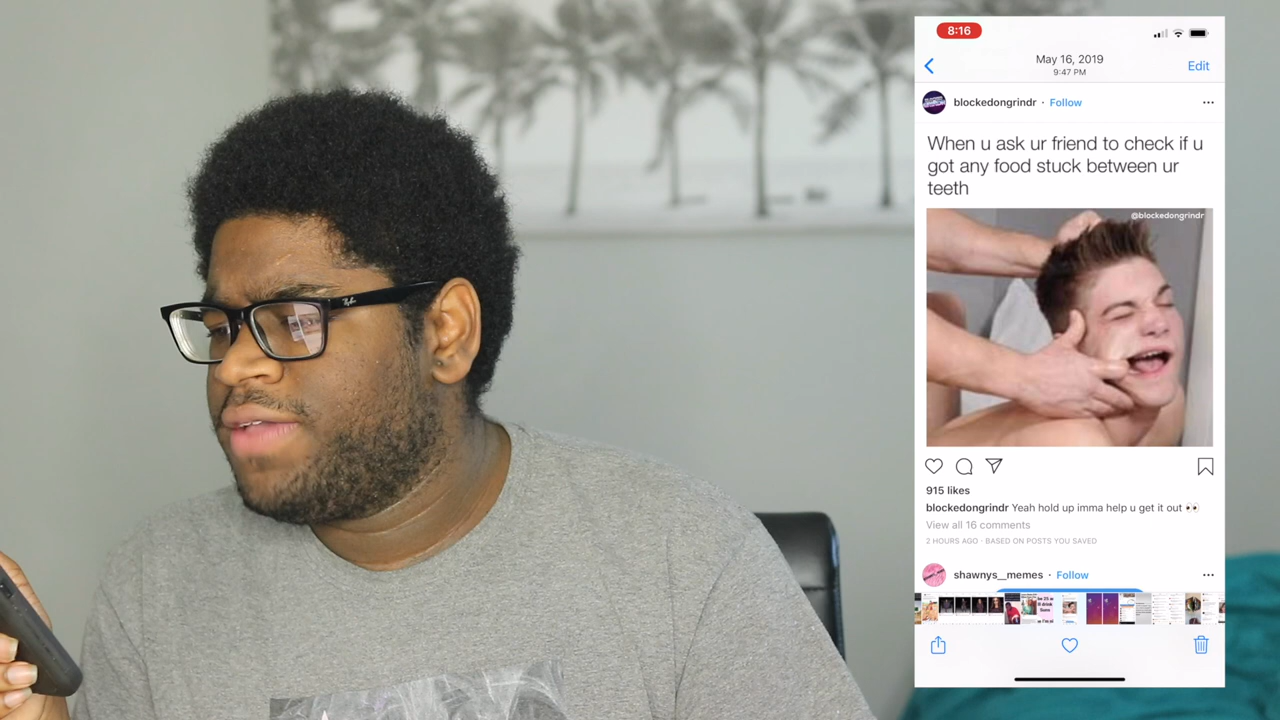 8:16
May 16, 2019
9:47 PM
Edit
blockedongrindr · Follow
When u ask ur friend to check if u
got any food stuck between ur
teeth
@blockedongrindr
915 likes
blockedongrindr Yeah hold up imma help u get it out 👀
View all 16 comments
2 HOURS AGO · BASED ON POSTS YOU SAVED
shawnys__memes · Follow
Ray-Ban